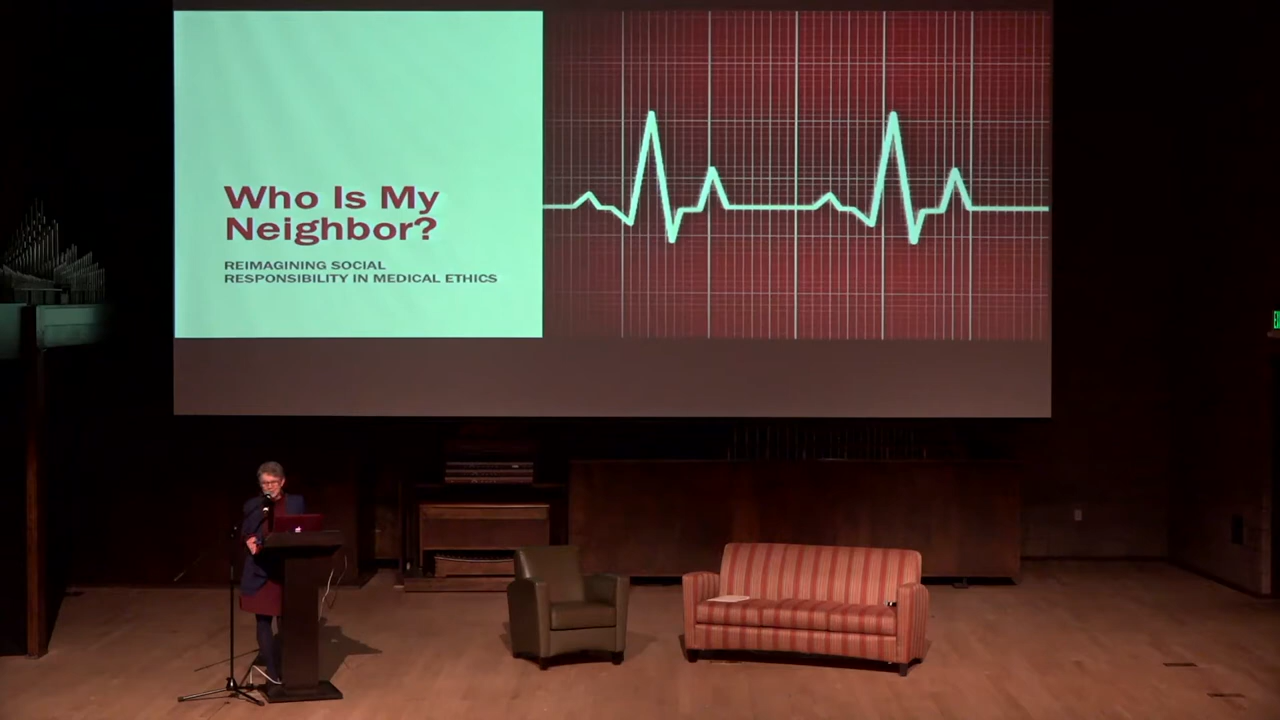 Who Is My
Neighbor?
REIMAGINING SOCIAL
RESPONSIBILITY IN MEDICAL ETHICS